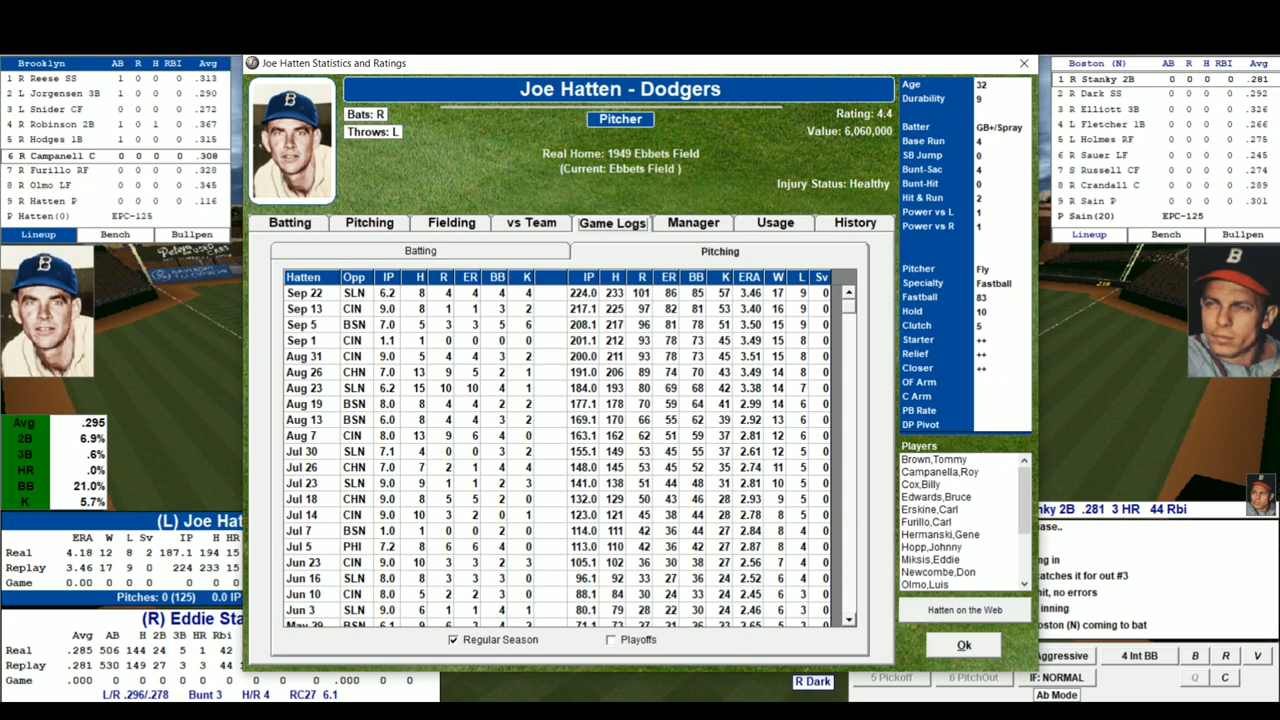 Brooklyn AB R H RBI Avg
1 R Reese SS 1 0 0 0 .313
2 L Jorgensen 3B 1 0 0 0 .290
3 L Snider CF 1 0 0 0 .272
4 R Robinson 2B 1 0 1 0 .367
5 R Hodges 1B 1 0 0 0 .315
6 R Campanell C 0 0 0 0 .308
7 R Furillo RF 0 0 0 0 .328
8 R Olmo LF 0 0 0 0 .345
9 R Hatten P 0 0 0 0 .116
P Hatten(0) EPC-125
Lineup Bench Bullpen
Avg .295
2B 6.9%
3B .6%
HR .0%
BB 21.0%
K 5.7%
(L) Joe Hat
ERA W L Sv IP H HR
Real 4.18 12 8 2 187.1 194 15
Replay 3.46 17 9 0 224 233 15
Game 0.00 0 0 0
Pitches: 0 (125) 0.0 IP
(R) Eddie Sta
Avg AB H 2B 3B HR Rbi
Real .285 506 144 24 5 1 42
Replay .281 530 149 27 3 3 44
Game .000 0 0 0 0 0 0 .000 0 0
L/R .296/.278 Bunt 3 H/R 4 RC27 6.1
Joe Hatten Statistics and Ratings
Joe Hatten - Dodgers
Bats: R
Throws: L
Pitcher
Rating: 4.4
Value: 6,060,000
Real Home: 1949 Ebbets Field
(Current: Ebbets Field )
Injury Status: Healthy
Batting Pitching Fielding vs Team Game Logs Manager Usage History
Batting Pitching
Hatten Opp IP H R ER BB K IP H R ER BB K ERA W L Sv
Sep 22 SLN 6.2 8 4 4 4 4 224.0 233 101 86 85 57 3.46 17 9 0
Sep 13 CIN 9.0 8 1 1 3 2 217.1 225 97 82 81 53 3.40 16 9 0
Sep 5 BSN 7.0 5 3 3 5 6 208.1 217 96 81 78 51 3.50 15 9 0
Sep 1 CIN 1.1 1 0 0 0 0 201.1 212 93 78 73 45 3.49 15 8 0
Aug 31 CIN 9.0 5 4 4 3 2 200.0 211 93 78 73 45 3.51 15 8 0
Aug 26 CHN 7.0 13 9 5 2 1 191.0 206 89 74 70 43 3.49 14 8 0
Aug 23 SLN 6.2 15 10 10 4 1 184.0 193 80 69 68 42 3.38 14 7 0
Aug 19 BSN 8.0 8 4 4 2 2 177.1 178 70 59 64 41 2.99 14 6 0
Aug 13 BSN 6.0 8 4 4 3 2 169.1 170 66 55 62 39 2.92 13 6 0
Aug 7 CIN 8.0 13 9 6 4 0 163.1 162 62 51 59 37 2.81 12 6 0
Jul 30 SLN 7.1 4 0 0 3 2 155.1 149 53 45 55 37 2.61 12 5 0
Jul 26 CHN 7.0 7 2 1 4 4 148.0 145 53 45 52 35 2.74 11 5 0
Jul 23 SLN 9.0 9 1 1 2 3 141.0 138 51 44 48 31 2.81 10 5 0
Jul 18 CHN 9.0 8 5 5 2 0 132.0 129 50 43 46 28 2.93 9 5 0
Jul 14 CIN 9.0 10 3 2 0 1 123.0 121 45 38 44 28 2.78 8 5 0
Jul 7 BSN 1.0 1 0 0 2 0 114.0 111 42 36 44 27 2.84 8 4 0
Jul 5 PHI 7.2 8 6 6 4 0 113.0 110 42 36 42 27 2.87 8 4 0
Jun 23 CIN 9.0 10 3 3 2 3 105.1 102 36 30 38 27 2.56 7 4 0
Jun 16 SLN 8.0 8 3 3 3 0 96.1 92 33 27 36 24 2.52 6 4 0
Jun 10 CIN 8.0 5 2 2 3 0 88.1 84 30 24 33 24 2.45 6 3 0
Jun 3 SLN 9.0 6 1 1 4 1 80.1 79 28 22 30 24 2.46 6 3 0
Regular Season Playoffs
Age 32
Durability 9
Batter GB+/Spray
Base Run 4
SB Jump 0
Bunt-Sac 4
Bunt-Hit 0
Hit & Run 2
Power vs L 1
Power vs R 1
Pitcher Fly
Specialty Fastball
Fastball 83
Hold 10
Clutch 5
Starter ++
Relief ++
Closer ++
OF Arm
C Arm
PB Rate
DP Pivot
Players
Brown,Tommy
Campanella,Roy
Cox,Billy
Edwards,Bruce
Erskine,Carl
Furillo,Carl
Hermanski,Gene
Hopp,Johnny
Miksis,Eddie
Newcombe,Don
Olmo,Luis
Hatten on the Web
Ok
Boston (N) AB R H RBI Avg
1 R Stanky 2B 0 0 0 0 .281
2 R Dark SS 0 0 0 0 .292
3 R Elliott 3B 0 0 0 0 .326
4 L Fletcher 1B 0 0 0 0 .266
5 L Holmes RF 0 0 0 0 .275
6 R Sauer LF 0 0 0 0 .245
7 S Russell CF 0 0 0 0 .274
8 R Crandall C 0 0 0 0 .289
9 R Sain P 0 0 0 0 .301
P Sain(20) EPC-125
Lineup Bench Bullpen
nky 2B .281 3 HR 44 Rbi
ase..
ng in
atches it for out #3
hit, no errors
inning
oston (N) coming to bat
Aggressive 4 Int BB B R V
5 Pickoff 6 PitchOut IF: NORMAL Q C
Ab Mode
R Dark